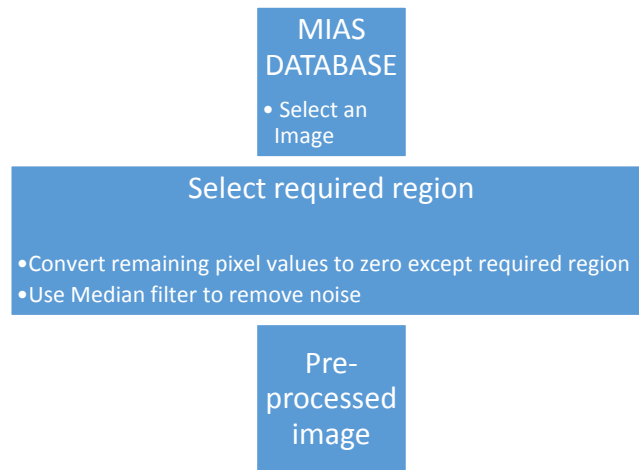 MIAS
DATABASE
• Select an
Image
Select required region
•Convert remaining pixel values to zero except required region
•Use Median filter to remove noise
Pre-
processed
image